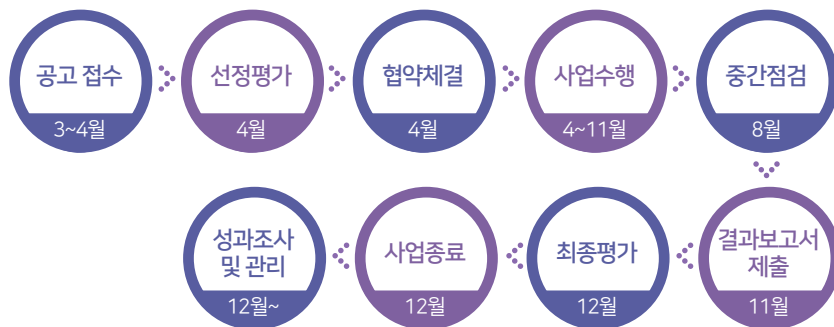 공고 접수
3~4월
선정평가
4월
협약체결
4월
사업수행
4~11월
중간점검
8월
결과보고서
제출
11월
최종평가
12월
사업종료
12월
성과조사
및 관리
12월~